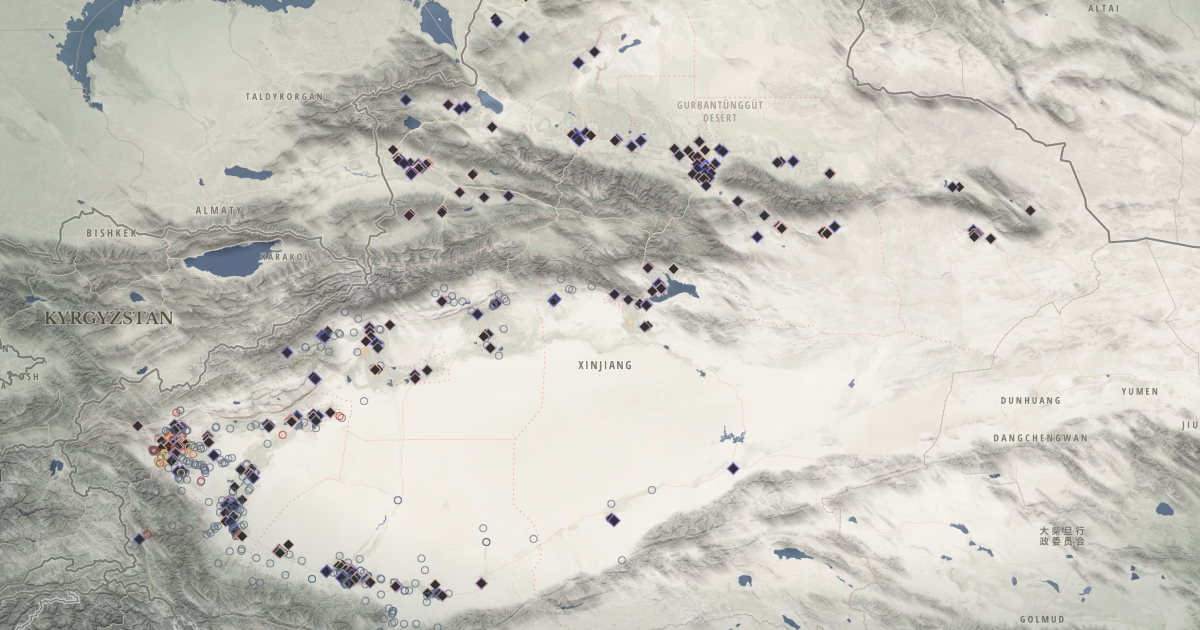 ALTAI
TALDYKORGAN
GURBANTÜNGGÜT
DESERT
ALMATY
BISHKEK
KARAKOL
KYRGYZSTAN
N
OSH
A
XINJIANG
YUMEN
DUNHUANG
JIU
DANGCHENGWAN
大柴旦行
政委员会
GOLMUD